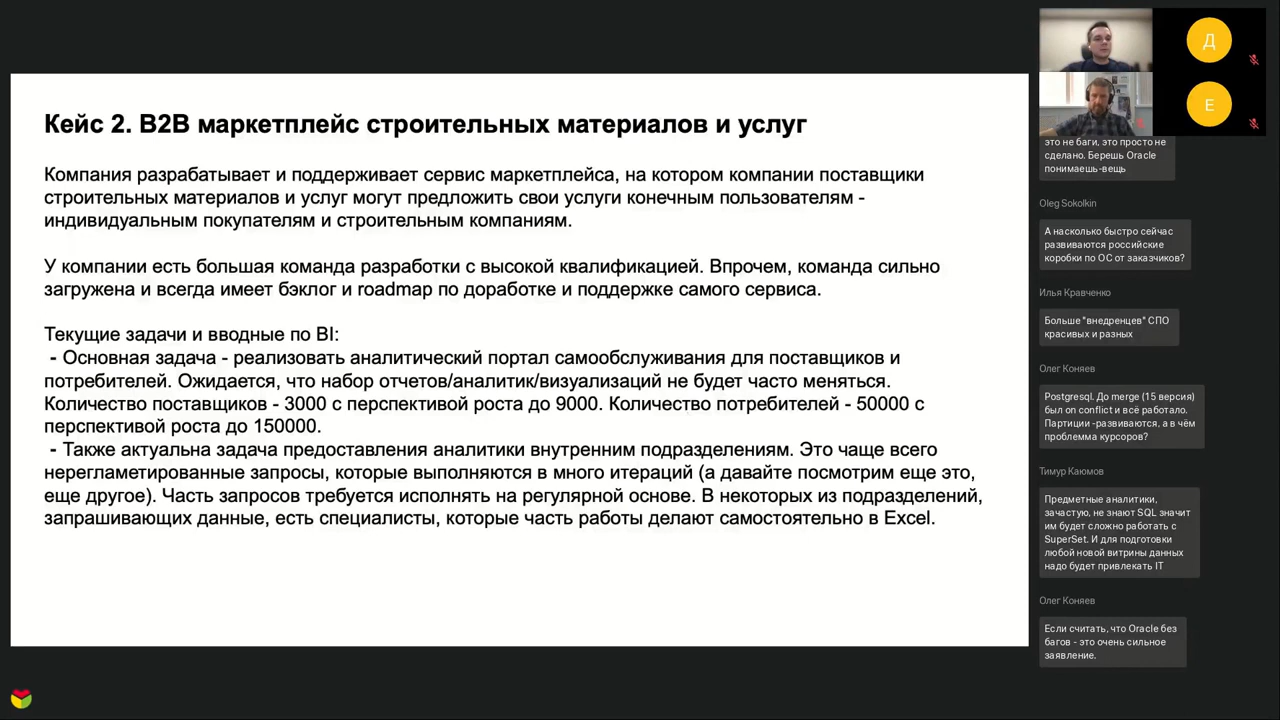 Кейс 2. B2B маркетплейс строительных материалов и услуг
Компания разрабатывает и поддерживает сервис маркетплейса, на котором компании поставщики
строительных материалов и услуг могут предложить свои услуги конечным пользователям -
индивидуальным покупателям и строительным компаниям.
У компании есть большая команда разработки с высокой квалификацией. Впрочем, команда сильно
загружена и всегда имеет бэклог и roadmap по доработке и поддержке самого сервиса.
Текущие задачи и вводные по BI:
- Основная задача - реализовать аналитический портал самообслуживания для поставщиков и
потребителей. Ожидается, что набор отчетов/аналитик/визуализаций не будет часто меняться.
Количество поставщиков - 3000 с перспективой роста до 9000. Количество потребителей - 50000 с
перспективой роста до 150000.
- Также актуальна задача предоставления аналитики внутренним подразделениям. Это чаще всего
нерегламетированные запросы, которые выполняются в много итераций (а давайте посмотрим еще это,
еще другое). Часть запросов требуется исполнять на регулярной основе. В некоторых из подразделений,
запрашивающих данные, есть специалисты, которые часть работы делают самостоятельно в Excel.
Д
Е
это не баги, это просто не
сделано. Берешь Oracle
понимаешь-вещь
Oleg Sokolkin
А насколько быстро сейчас
развиваются российские
коробки по ОС от заказчиков?
Илья Кравченко
Больше "внедренцев" СПО
красивых и разных
Олег Коняев
Postgresql. До merge (15 версия)
был on conflict и всё работало.
Партиции -развиваются, а в чём
проблемма курсоров?
Тимур Каюмов
Предметные аналитики,
зачастую, не знают SQL значит
им будет сложно работать с
SuperSet. И для подготовки
любой новой витрины данных
надо будет привлекать IT
Олег Коняев
Если считать, что Oracle без
багов - это очень сильное
заявление.